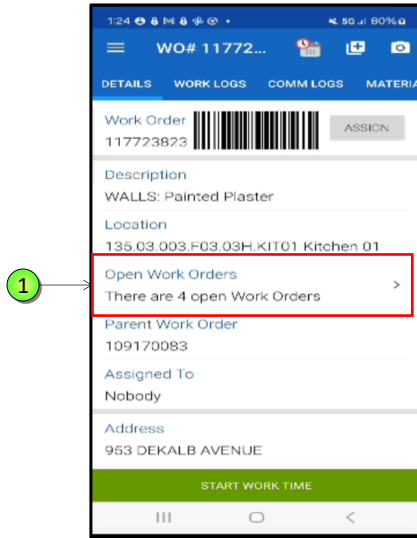 1:24
5G 80%
WO# 11772...
DETAILS WORK LOGS COMM LOGS MATERIA
Work Order
117723823
ASSIGN
Description
WALLS: Painted Plaster
Location
135.03.003.F03.03H.KIT01 Kitchen 01
1
Open Work Orders
There are 4 open Work Orders
Parent Work Order
109170083
Assigned To
Nobody
Address
953 DEKALB AVENUE
START WORK TIME